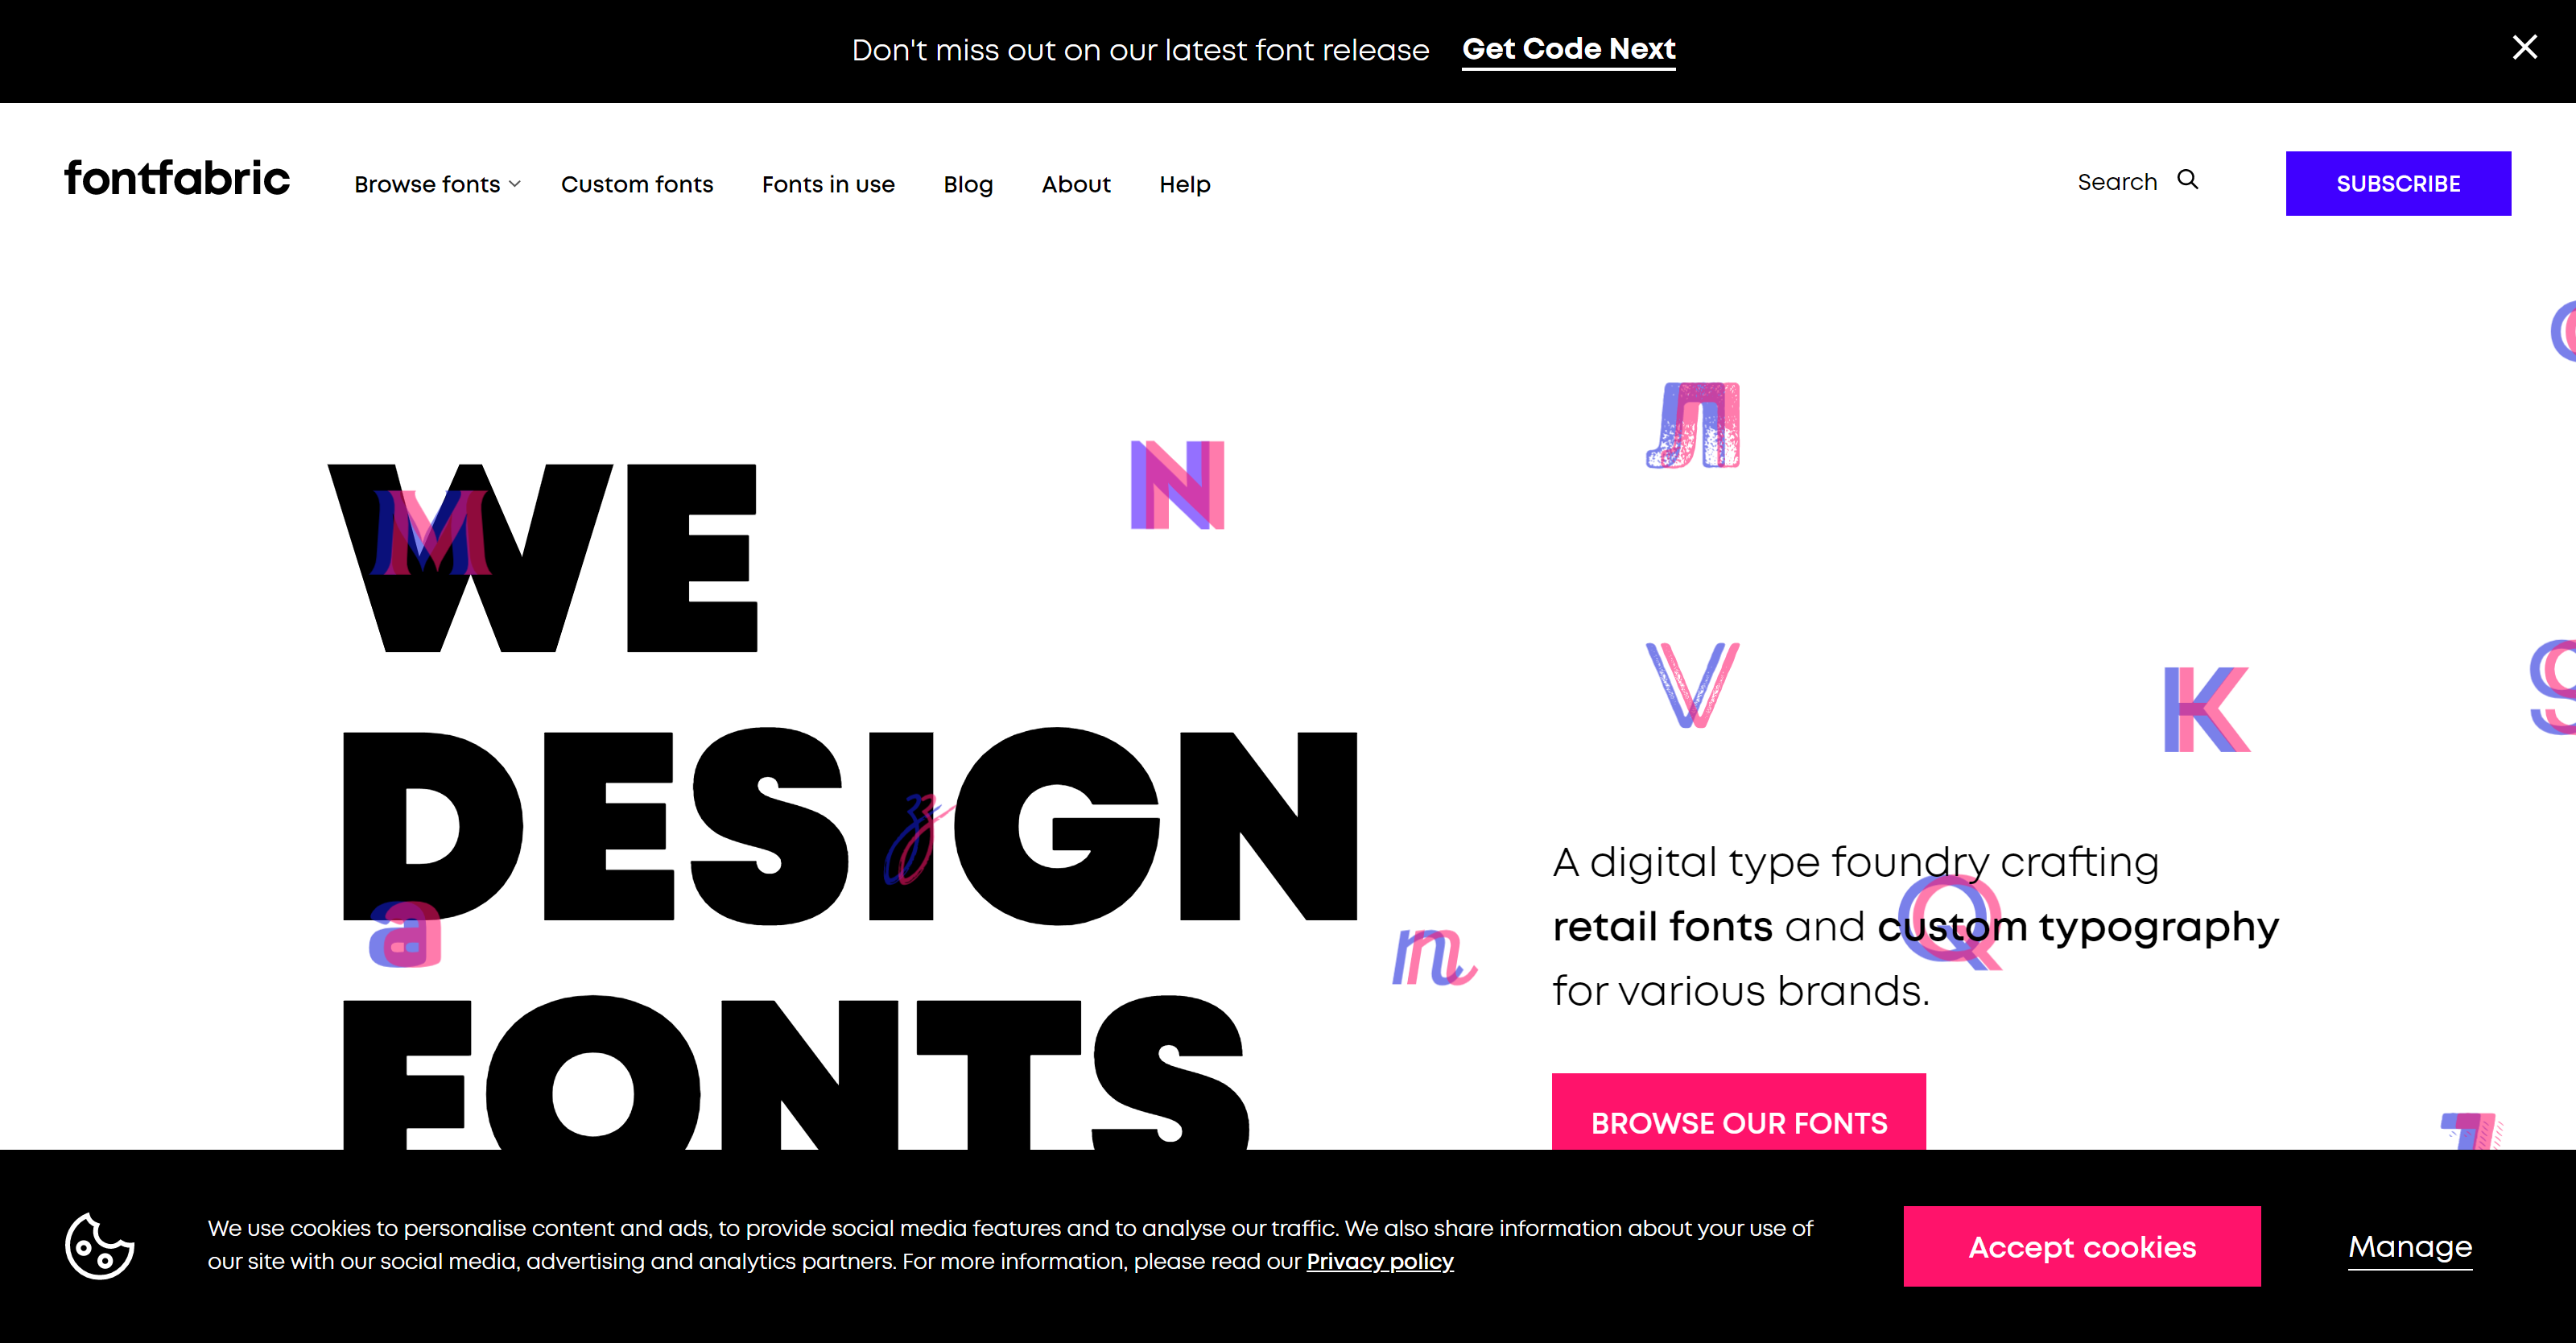 Don't miss out on our latest font release Get Code Next
fontfabric Browse fonts Custom fonts Fonts in use Blog About Help Search SUBSCRIBE
Л
N
M
WE
V
K
S
DESIGN
z
A digital type foundry crafting
retail fonts and custom typography
for various brands.
a
n
Q
FONTS
BROWSE OUR FONTS
We use cookies to personalise content and ads, to provide social media features and to analyse our traffic. We also share information about your use of
our site with our social media, advertising and analytics partners. For more information, please read our Privacy policy
Accept cookies
Manage